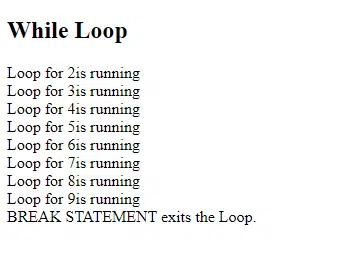 While Loop
Loop for 2is running
Loop for 3is running
Loop for 4is running
Loop for 5is running
Loop for 6is running
Loop for 7is running
Loop for 8is running
Loop for 9is running
BREAK STATEMENT exits the Loop.